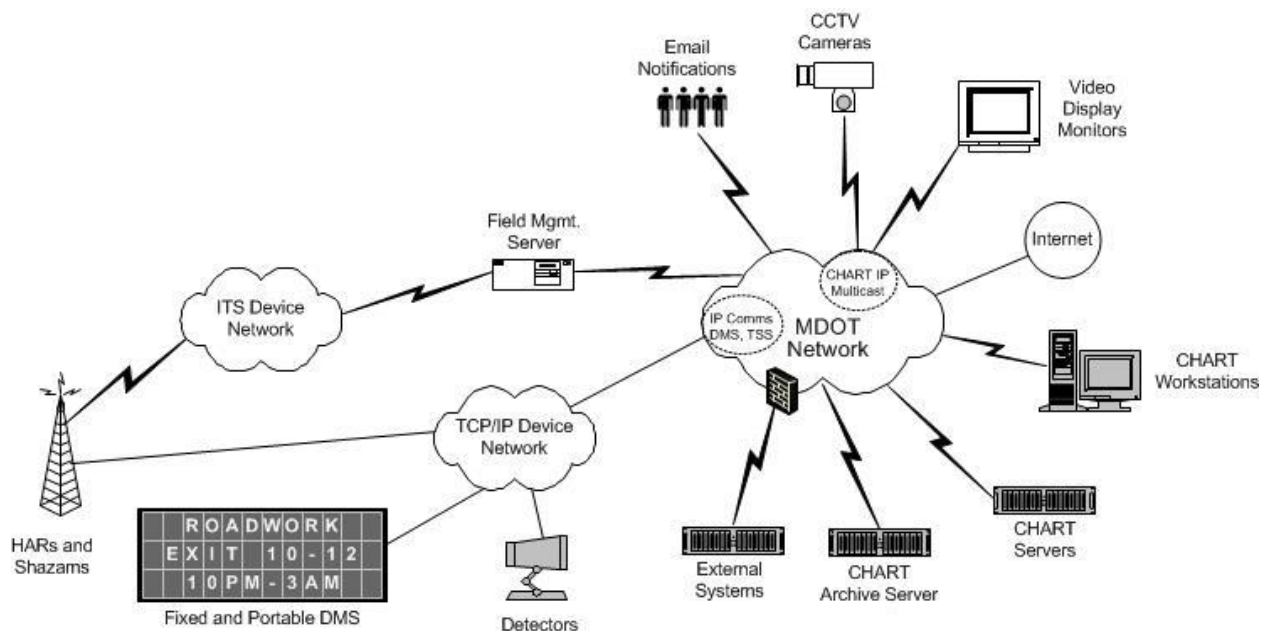 Email
Notifications
CCTV
Cameras
Video
Display
Monitors
Field Mgmt.
Server
Internet
ITS Device
Network
CHART IP
Multicast
IP Comms
DMS, TSS
MDOT
Network
CHART
Workstations
TCP/IP Device
Network
HARs and
Shazams
ROADWORK
EXIT 10-12
10PM-3AM
Fixed and Portable DMS
Detectors
External
Systems
CHART
Archive Server
CHART
Servers